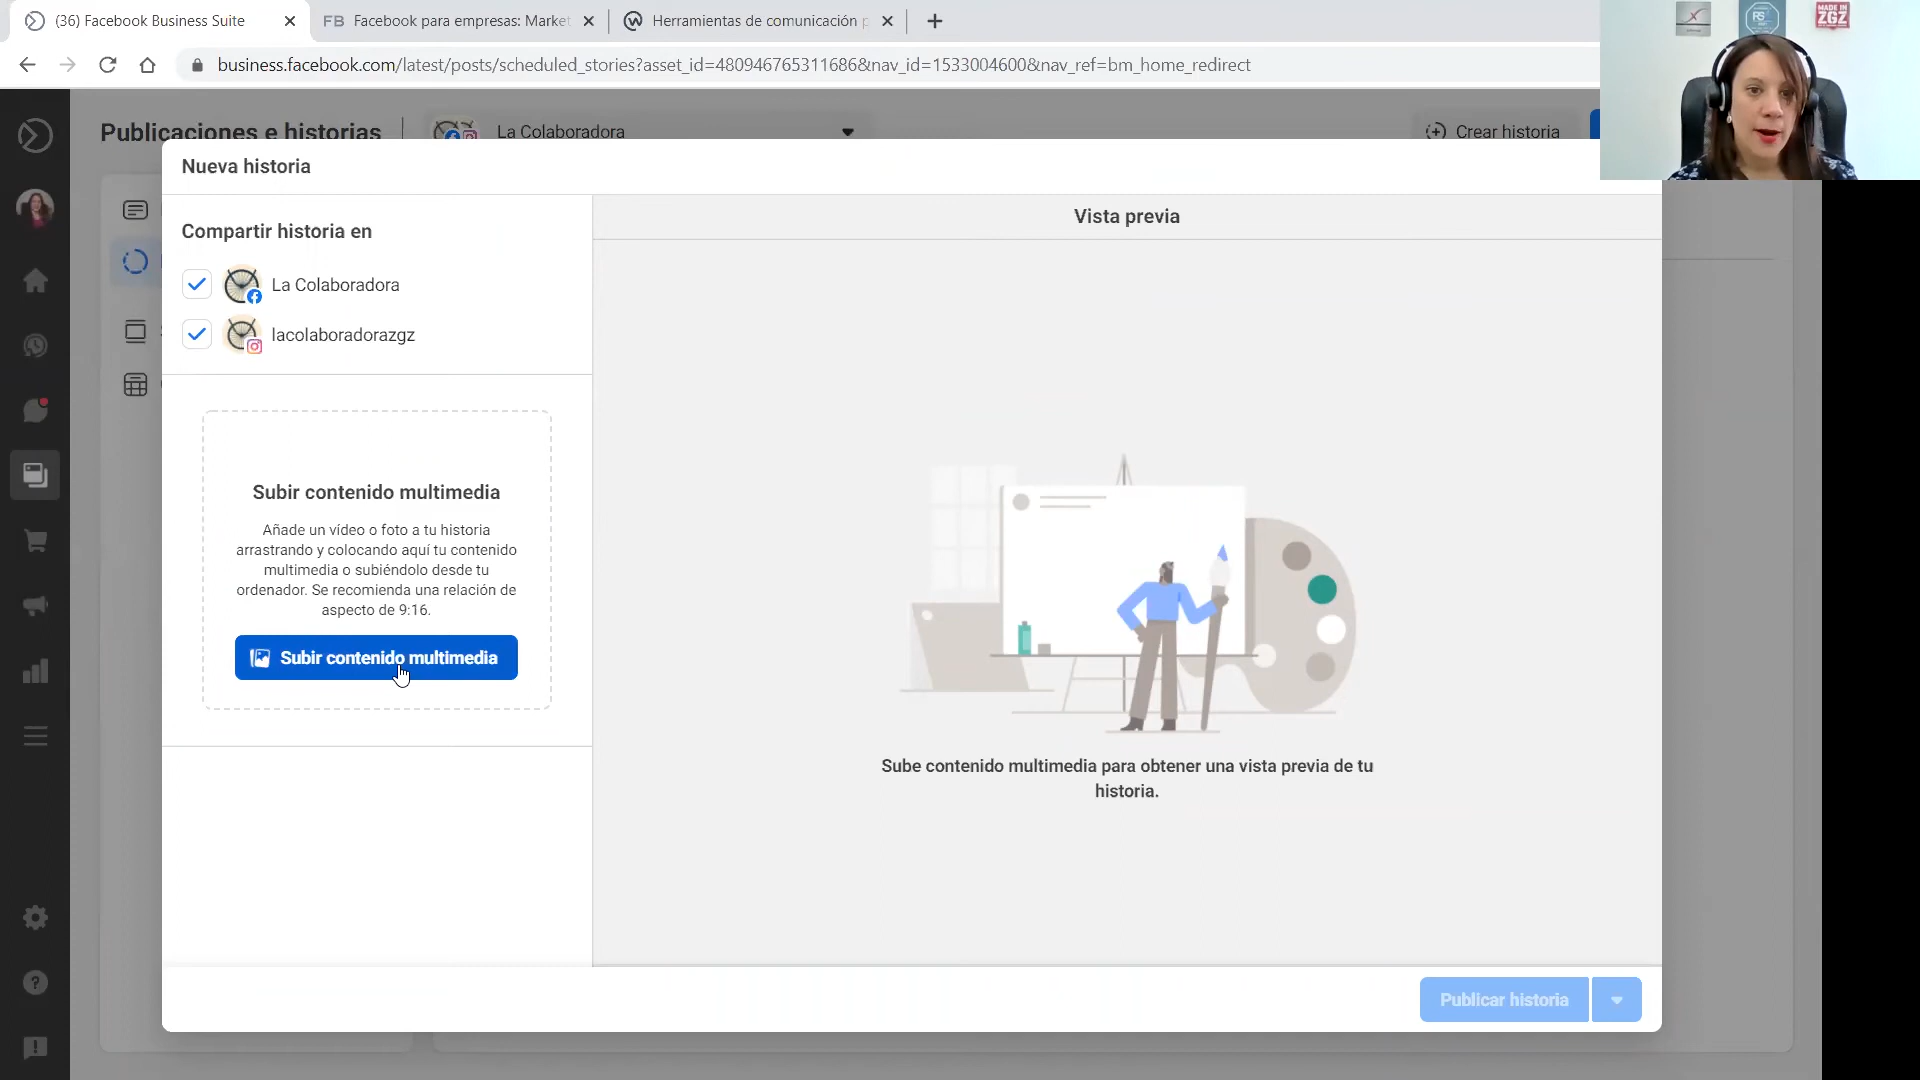 (36) Facebook Business Suite
FB Facebook para empresas: Market
Herramientas de comunicación p
business.facebook.com/latest/posts/scheduled_stories?asset_id=480946765311686&nav_id=1533004600&nav_ref=bm_home_redirect
RS
MADE IN
ZGZ
Publicaciones e historias
La Colaboradora
Crear historia
Nueva historia
Compartir historia en
La Colaboradora
lacolaboradorazgz
Subir contenido multimedia
Añade un vídeo o foto a tu historia
arrastrando y colocando aquí tu contenido
multimedia o subiéndolo desde tu
ordenador. Se recomienda una relación de
aspecto de 9:16.
Subir contenido multimedia
Vista previa
Sube contenido multimedia para obtener una vista previa de tu
historia.
Publicar historia